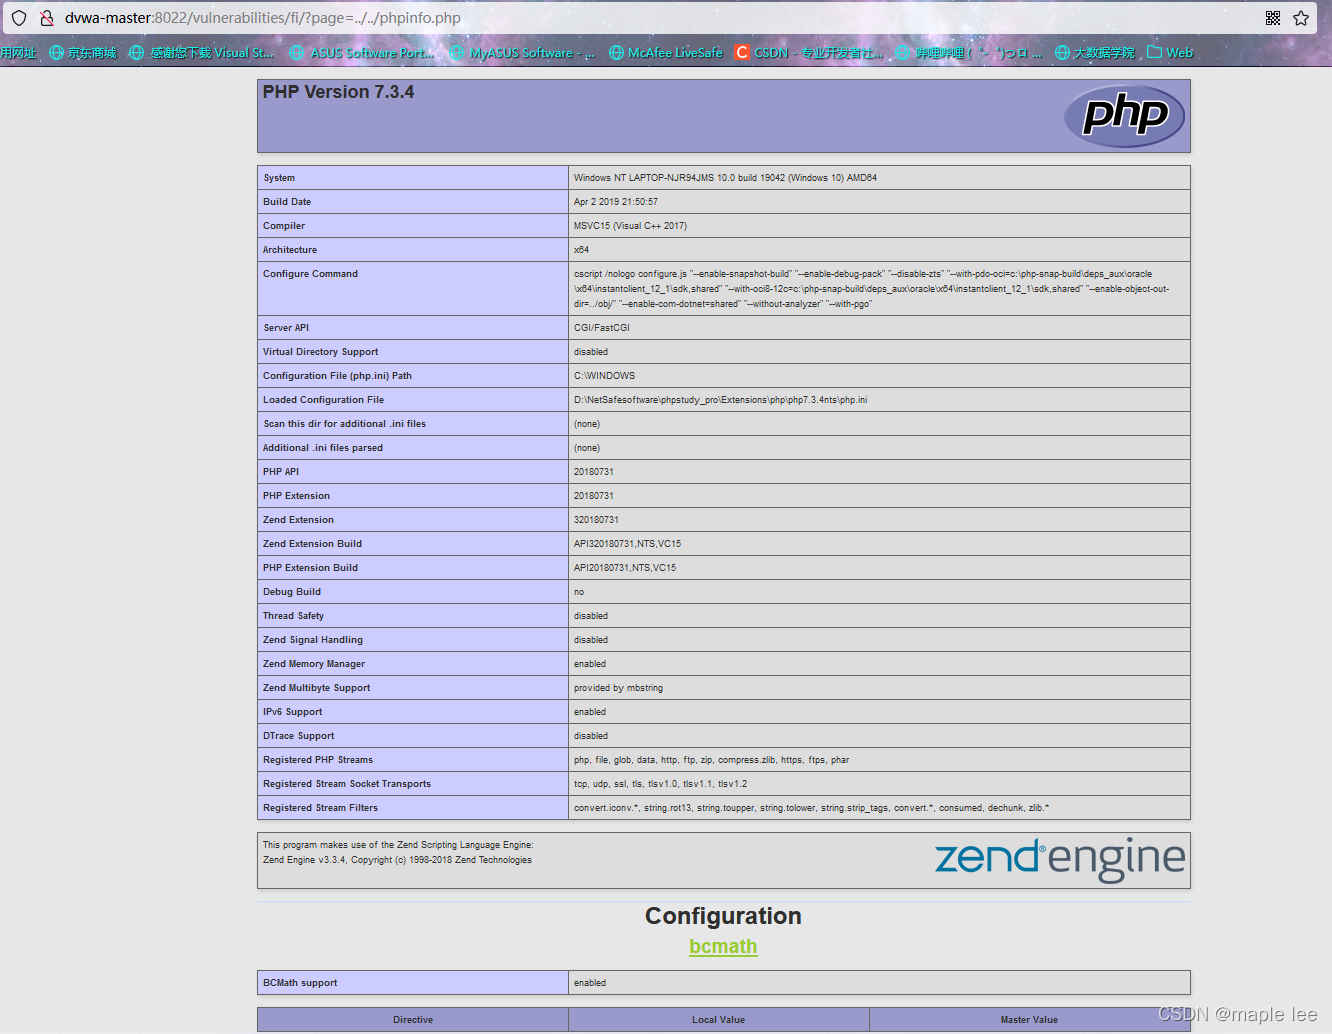 dvwa-master:8022/vulnerabilities/fi/?page=../../phpinfo.php
用网址 京东商城 感谢您下载 Visual St... ASUS Software Port... MyASUS Software - ... McAfee LiveSafe C CSDN - 专业开发者社... 大数据学院 Web
PHP Version 7.3.4
php
System Windows NT LAPTOP-NJR94JMS 10.0 build 19042 (Windows 10) AMD64
Build Date Apr 2 2019 21:50:57
Compiler MSVC15 (Visual C++ 2017)
Architecture x64
Configure Command cscript /nologo configure.js "--enable-snapshot-build" "--enable-debug-pack" "--disable-zts" "--with-pdo-oci=c:\php-snap-build\deps_aux\oracle
\x64\instantclient_12_1\sdk,shared" "--with-oci8-12c=c:\php-snap-build\deps_aux\oracle\x64\instantclient_12_1\sdk,shared" "--enable-object-out-
dir=../obj/" "--enable-com-dotnet=shared" "--without-analyzer" "--with-pgo"
Server API CGI/FastCGI
Virtual Directory Support disabled
Configuration File (php.ini) Path C:\WINDOWS
Loaded Configuration File D:\NetSafesoftware\phpstudy_pro\Extensions\php\php7.3.4nts\php.ini
Scan this dir for additional .ini files (none)
Additional .ini files parsed (none)
PHP API 20180731
PHP Extension 20180731
Zend Extension 320180731
Zend Extension Build API320180731,NTS,VC15
PHP Extension Build API20180731,NTS,VC15
Debug Build no
Thread Safety disabled
Zend Signal Handling disabled
Zend Memory Manager enabled
Zend Multibyte Support provided by mbstring
IPv6 Support enabled
DTrace Support disabled
Registered PHP Streams php, file, glob, data, http, ftp, zip, compress.zlib, https, ftps, phar
Registered Stream Socket Transports tcp, udp, ssl, tls, tlsv1.0, tlsv1.1, tlsv1.2
Registered Stream Filters convert.iconv.*, string.rot13, string.toupper, string.tolower, string.strip_tags, convert.*, consumed, dechunk, zlib.*
This program makes use of the Zend Scripting Language Engine:
Zend Engine v3.3.4, Copyright (c) 1998-2018 Zend Technologies
zend® engine
Configuration
bcmath
BCMath support enabled
Directive Local Value Master Value
CSDN @maple lee